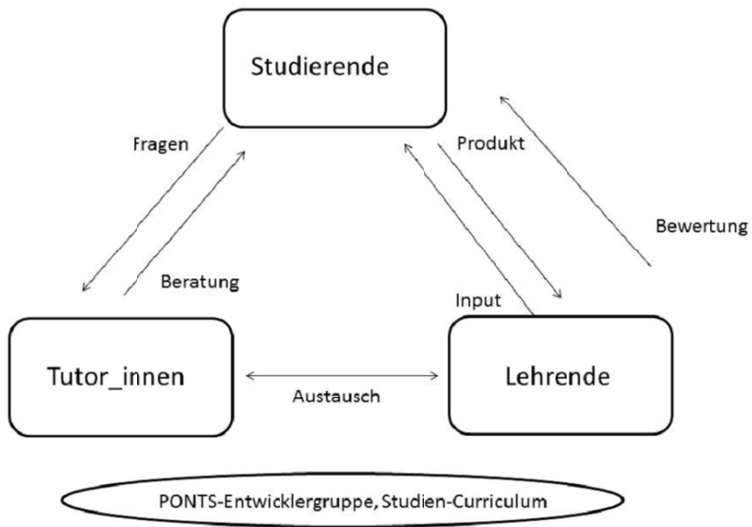 Studierende
Fragen
Produkt
Bewertung
Beratung
Input
Tutor_innen
Lehrende
Austausch
PONTS-Entwicklergruppe, Studien-Curriculum